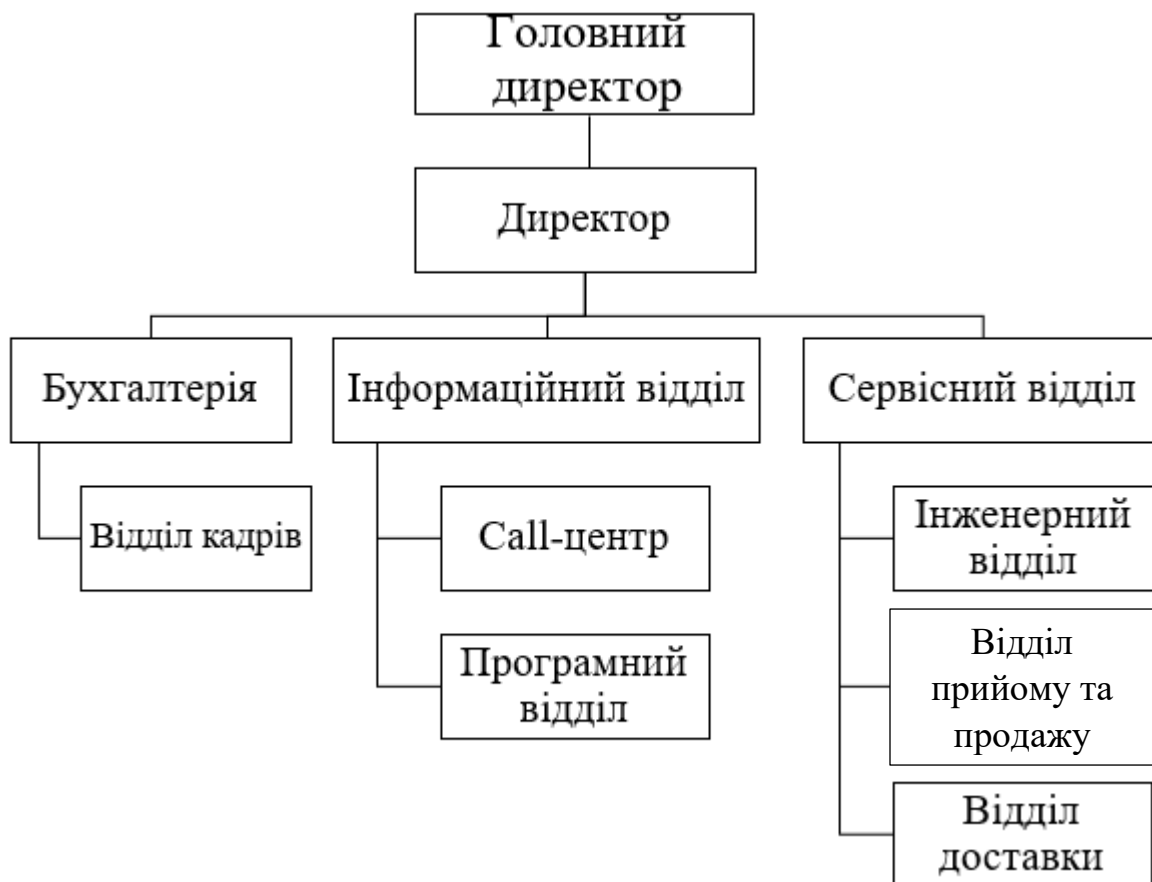 Головний
директор
Директор
Бухгалтерія
Інформаційний відділ
Сервісний відділ
Відділ кадрів
Call-центр
Програмний
відділ
Інженерний
відділ
Відділ
прийому та
продажу
Відділ
доставки